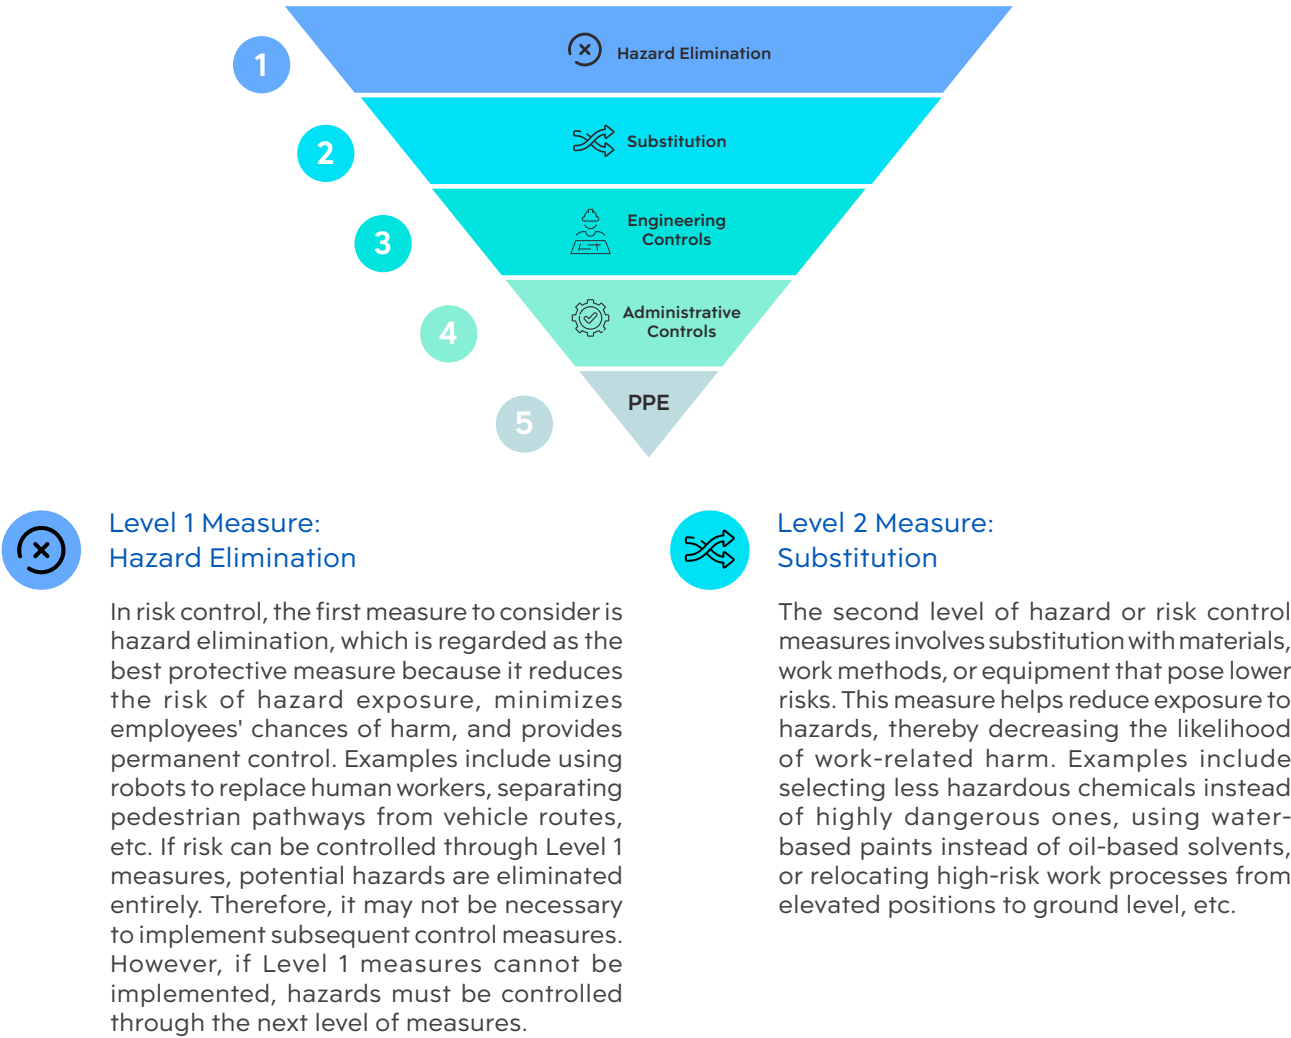 1
Hazard Elimination
2
Substitution
3
Engineering
Controls
4
Administrative
Controls
5
PPE
Level 1 Measure:
Hazard Elimination
In risk control, the first measure to consider is
hazard elimination, which is regarded as the
best protective measure because it reduces
the risk of hazard exposure, minimizes
employees' chances of harm, and provides
permanent control. Examples include using
robots to replace human workers, separating
pedestrian pathways from vehicle routes,
etc. If risk can be controlled through Level 1
measures, potential hazards are eliminated
entirely. Therefore, it may not be necessary
to implement subsequent control measures.
However, if Level 1 measures cannot be
implemented, hazards must be controlled
through the next level of measures.
Level 2 Measure:
Substitution
The second level of hazard or risk control
measures involves substitution with materials,
work methods, or equipment that pose lower
risks. This measure helps reduce exposure to
hazards, thereby decreasing the likelihood
of work-related harm. Examples include
selecting less hazardous chemicals instead
of highly dangerous ones, using water-
based paints instead of oil-based solvents,
or relocating high-risk work processes from
elevated positions to ground level, etc.